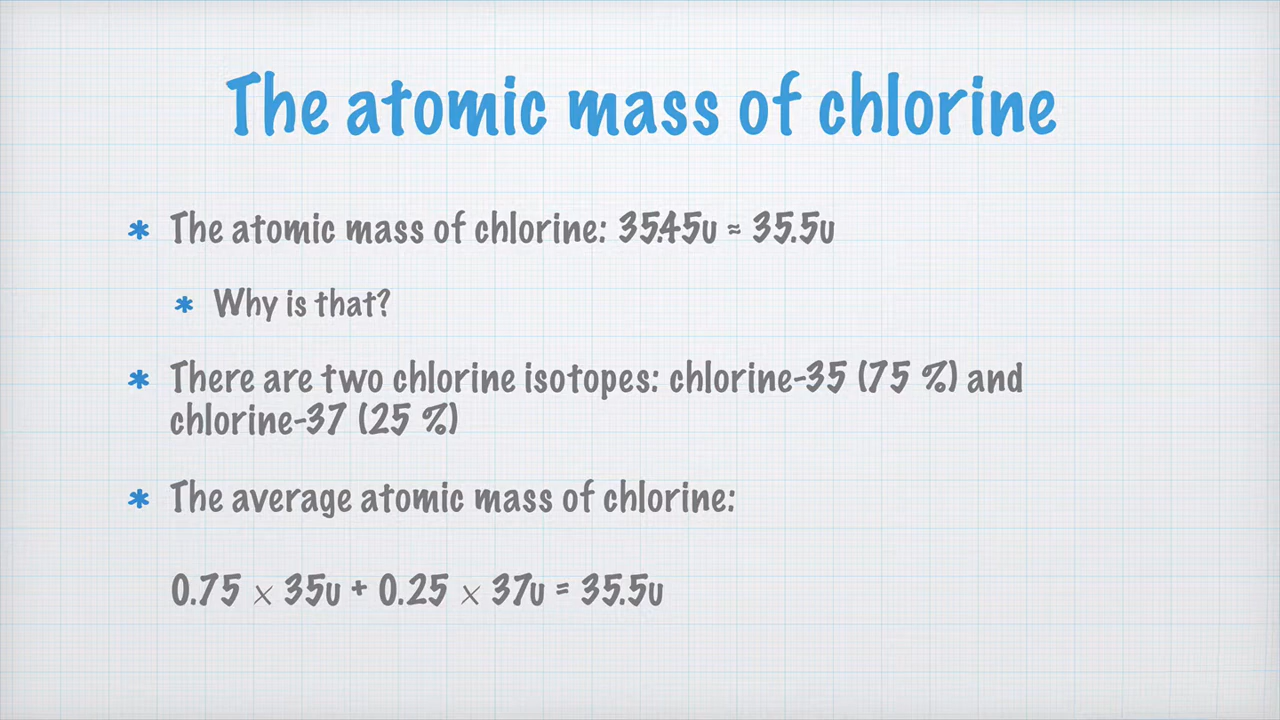 The atomic mass of chlorine
* The atomic mass of chlorine: 35.45u ≈ 35.5u
* Why is that?
* There are two chlorine isotopes: chlorine-35 (75 %) and
chlorine-37 (25 %)
* The average atomic mass of chlorine:
0.75 × 35u + 0.25 × 37u = 35.5u